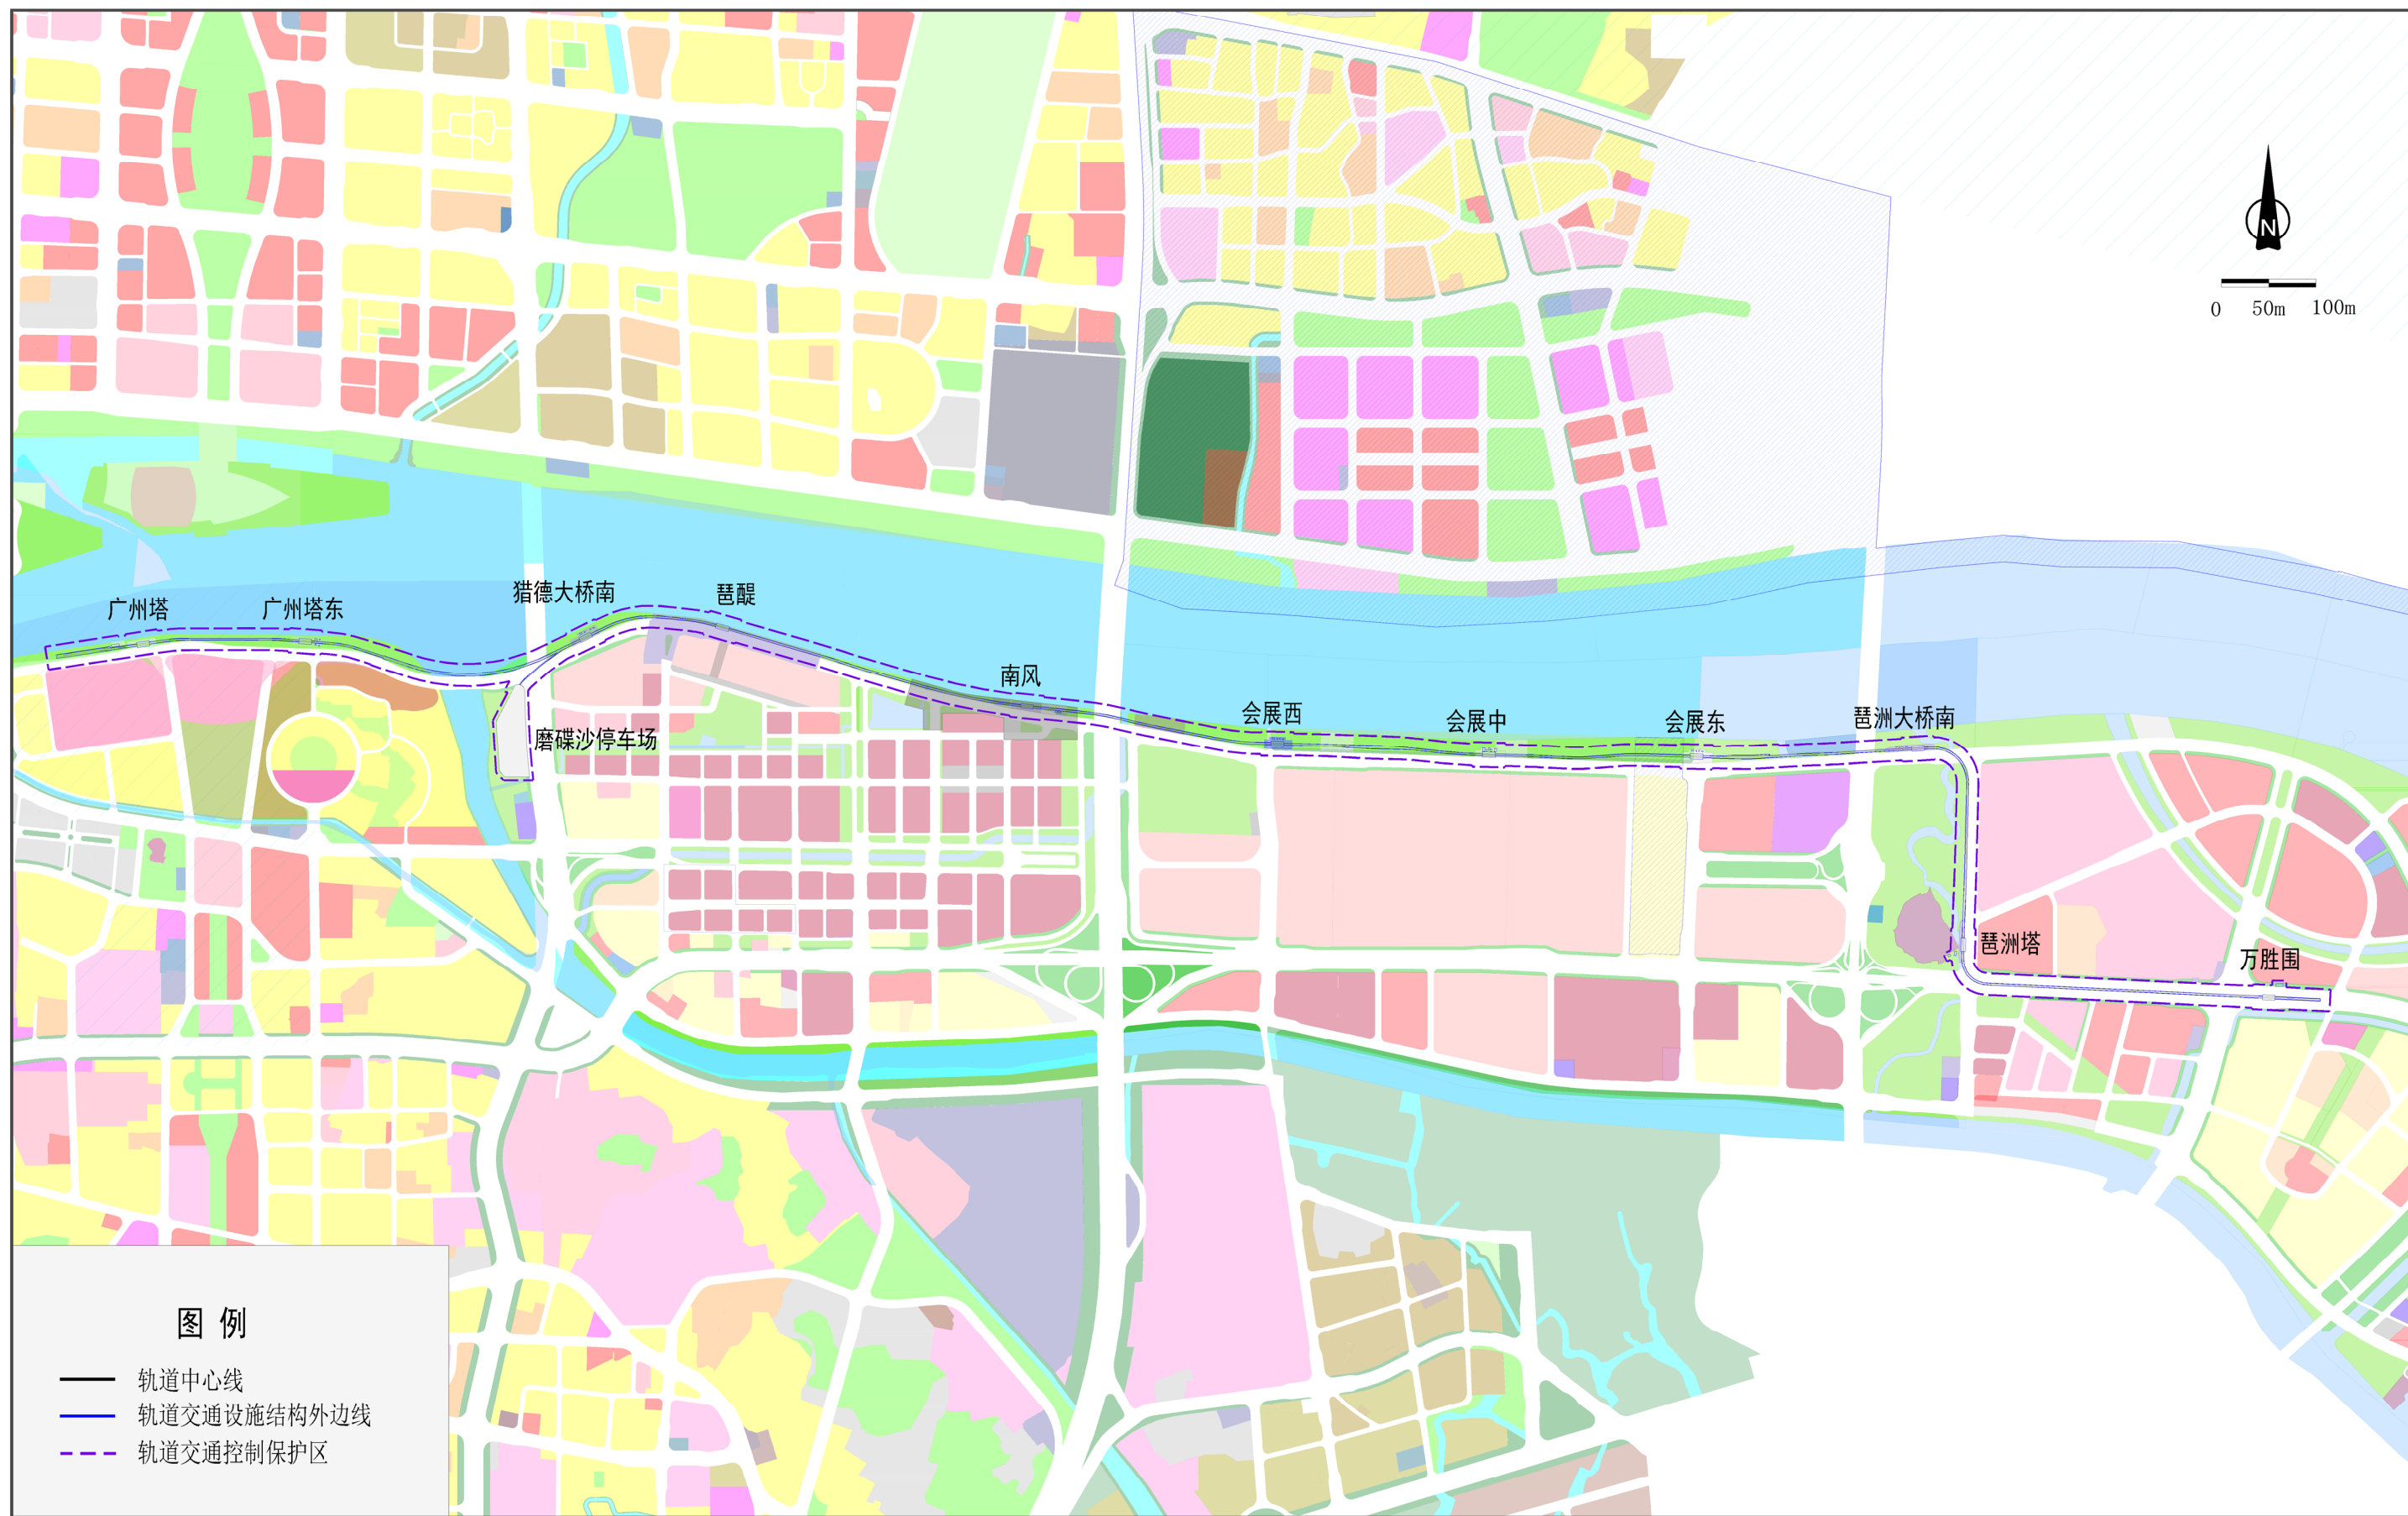 N
0 50m 100m
广州塔
广州塔东
猎德大桥南
琶醍
南风
会展西
会展中
会展东
琶洲大桥南
磨碟沙停车场
琶洲塔
万胜围
图 例
轨道中心线
轨道交通设施结构外边线
轨道交通控制保护区